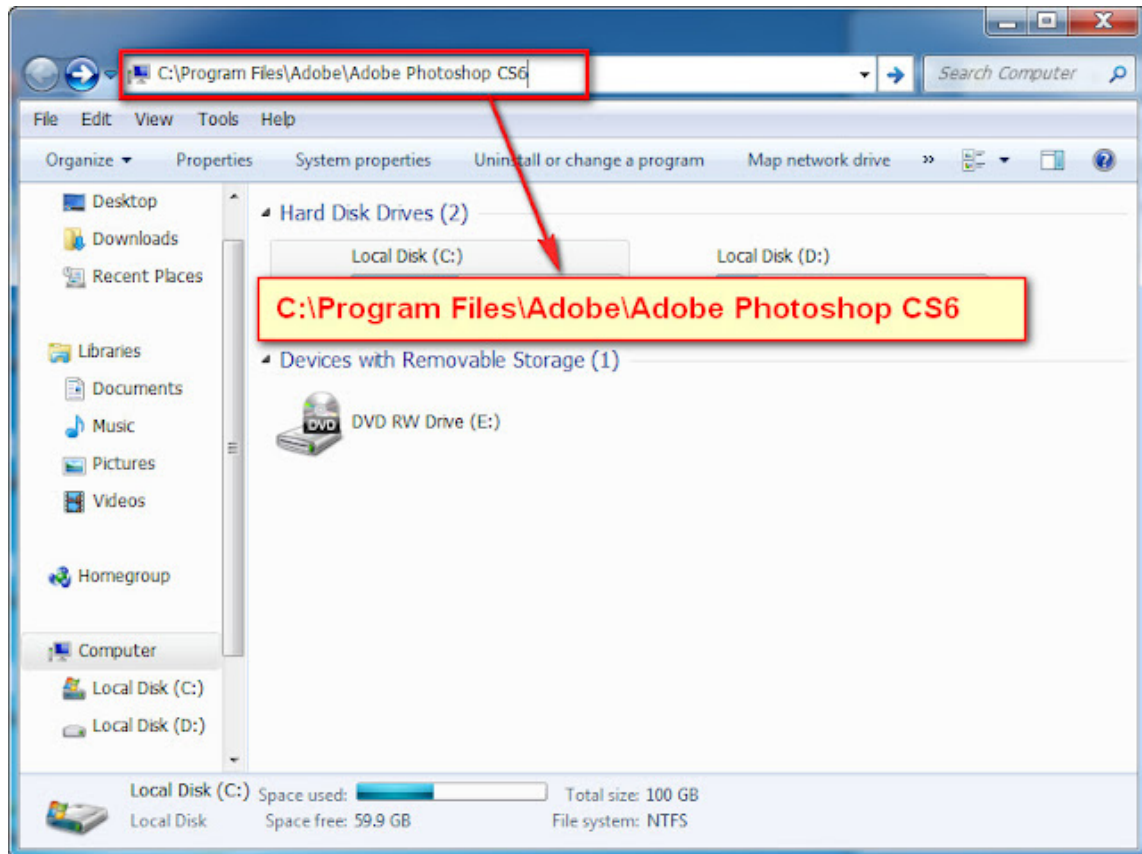 C:\Program Files\Adobe\Adobe Photoshop CS6
Search Computer
File Edit View Tools Help
Organize Properties System properties Uninstall or change a program Map network drive »
Desktop
Downloads
Recent Places
Libraries
Documents
Music
Pictures
Videos
Homegroup
Computer
Local Disk (C:)
Local Disk (D:)
Hard Disk Drives (2)
Local Disk (C:) Local Disk (D:)
C:\Program Files\Adobe\Adobe Photoshop CS6
Devices with Removable Storage (1)
DVD
DVD RW Drive (E:)
Local Disk (C:) Space used: Total size: 100 GB
Local Disk Space free: 59.9 GB File system: NTFS